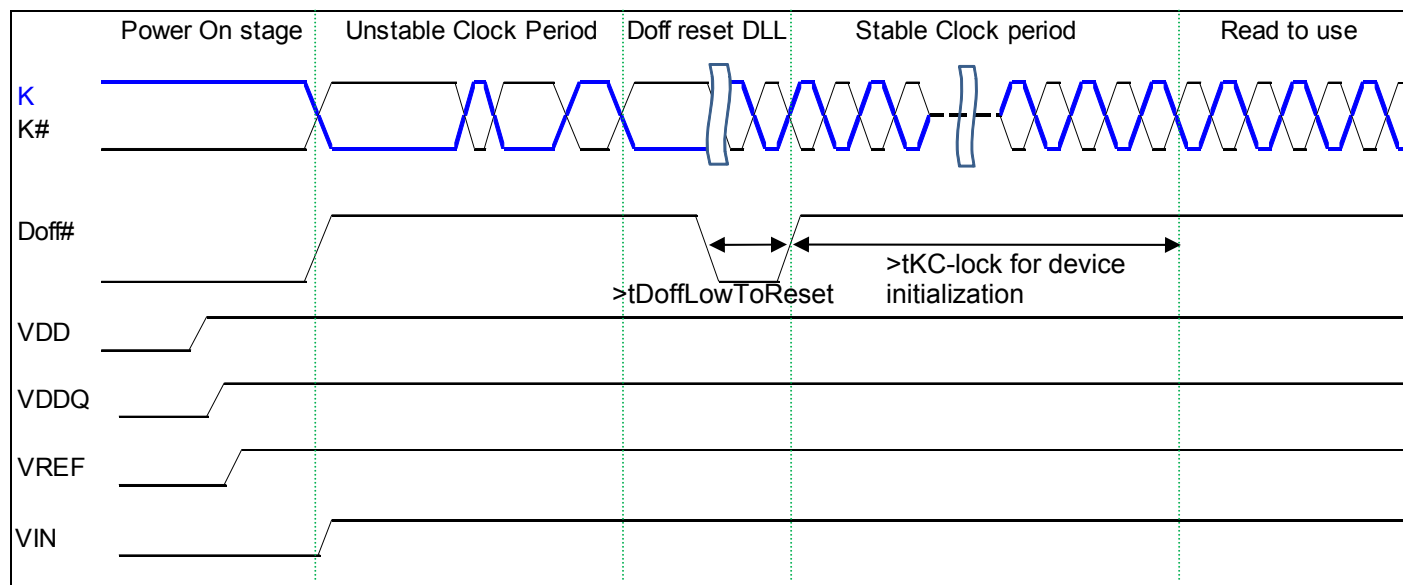 Power On stage Unstable Clock Period Doff reset DLL Stable Clock period Read to use
K
K#
Doff#
>tDoffLowToReset
>tKC-lock for device
initialization
VDD
VDDQ
VREF
VIN